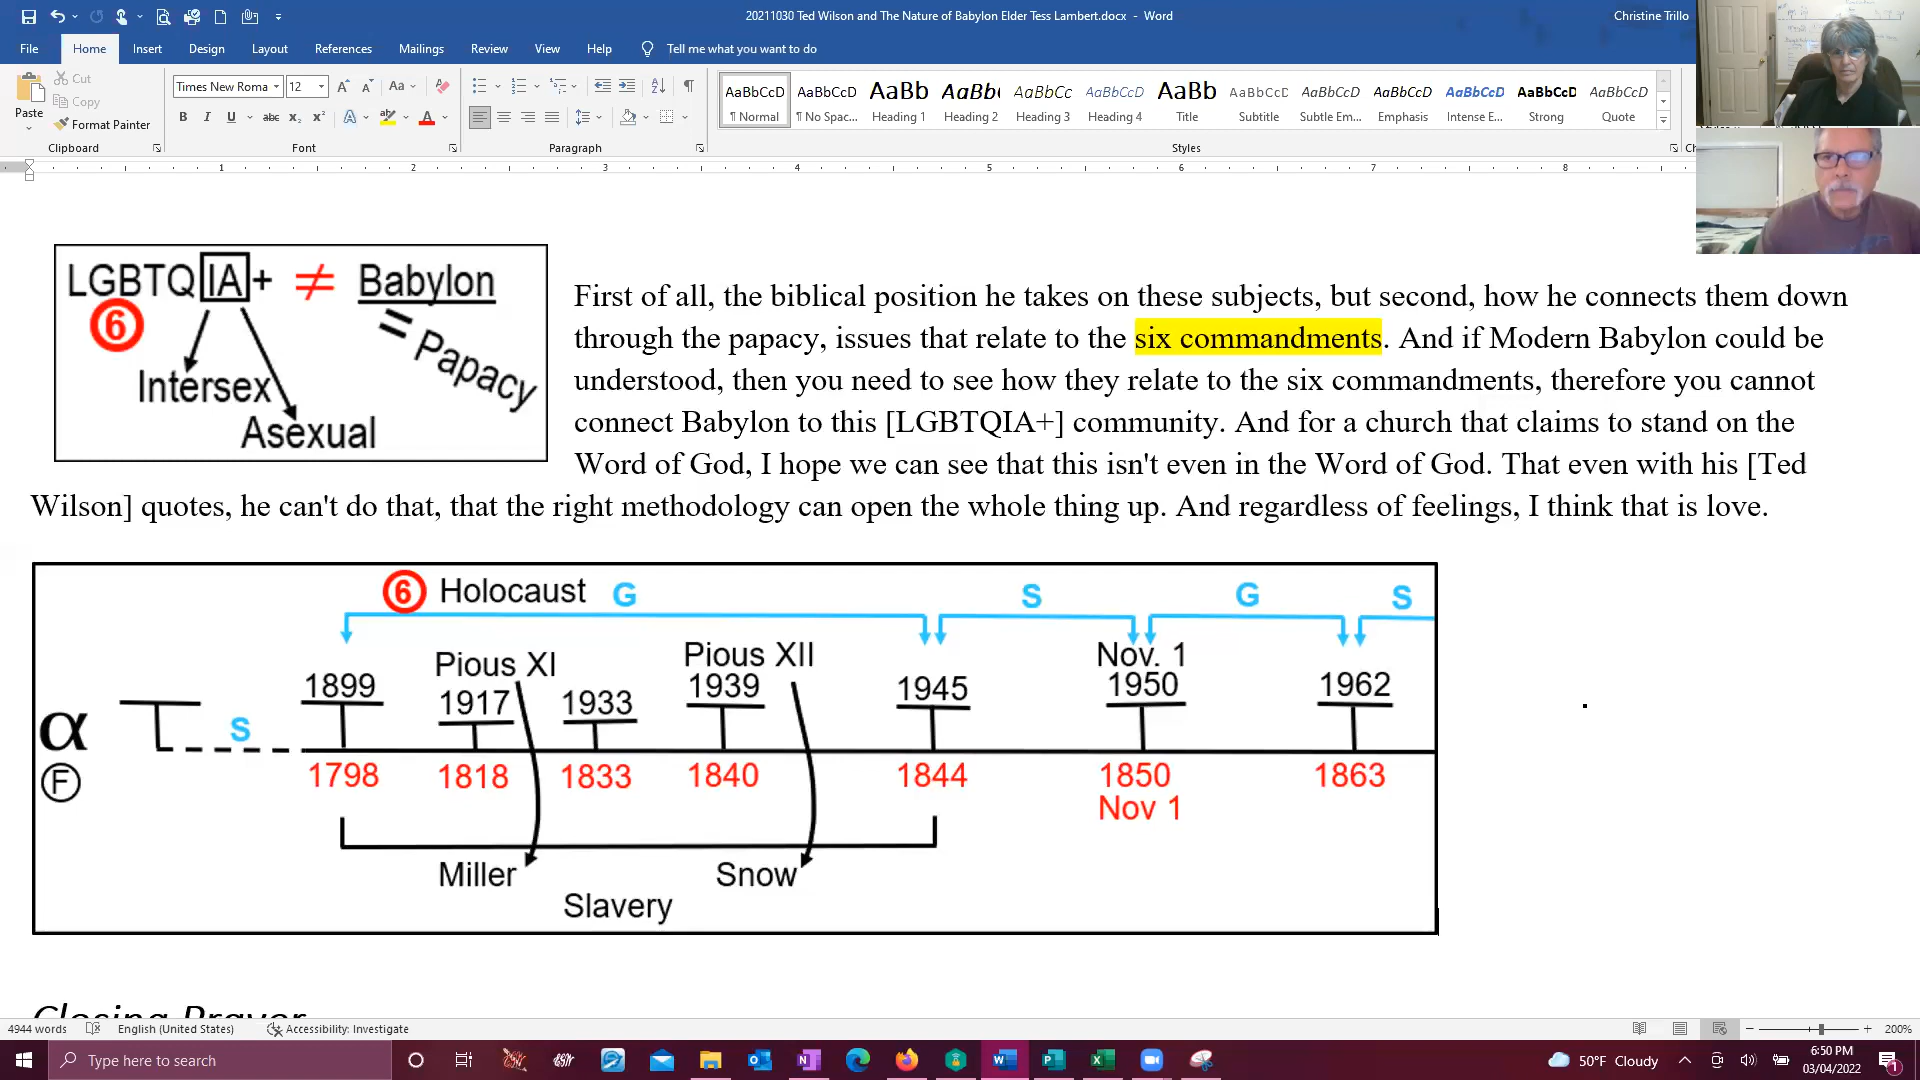 20211030 Ted Wilson and The Nature of Babylon Elder Tess Lambert.docx - Word
Christine Trillo
File Home Insert Design Layout References Mailings Review View Help Tell me what you want to do
Paste
Cut
Copy
Format Painter
Clipboard
Times New Roma 12
Font
Paragraph
AaBbCcD AaBbCcD AaBb AaBb( AaBbCc AaBbCcD AaBb AaBbCcD AaBbCcD AaBbCcD AaBbCcD AaBbCcD AaBbCcD
¶ Normal ¶ No Spac... Heading 1 Heading 2 Heading 3 Heading 4 Title Subtitle Subtle Em... Emphasis Intense E... Strong Quote
Styles
1 2 3 4 5 6 7 8
LGBTQIA+ ≠ Babylon
6
= Papacy
Intersex
Asexual
First of all, the biblical position he takes on these subjects, but second, how he connects them down
through the papacy, issues that relate to the six commandments. And if Modern Babylon could be
understood, then you need to see how they relate to the six commandments, therefore you cannot
connect Babylon to this [LGBTQIA+] community. And for a church that claims to stand on the
Word of God, I hope we can see that this isn't even in the Word of God. That even with his [Ted
Wilson] quotes, he can't do that, that the right methodology can open the whole thing up. And regardless of feelings, I think that is love.
6 Holocaust G S G S
Pious XI Pious XII Nov. 1
1899 1917 1933 1939 1945 1950 1962
α S
F
1798 1818 1833 1840 1844 1850 1863
Nov 1
Miller Snow
Slavery
Closing Prayer
4944 words English (United States) Accessibility: Investigate 200%
Type here to search
50°F Cloudy
6:50 PM
03/04/2022
1